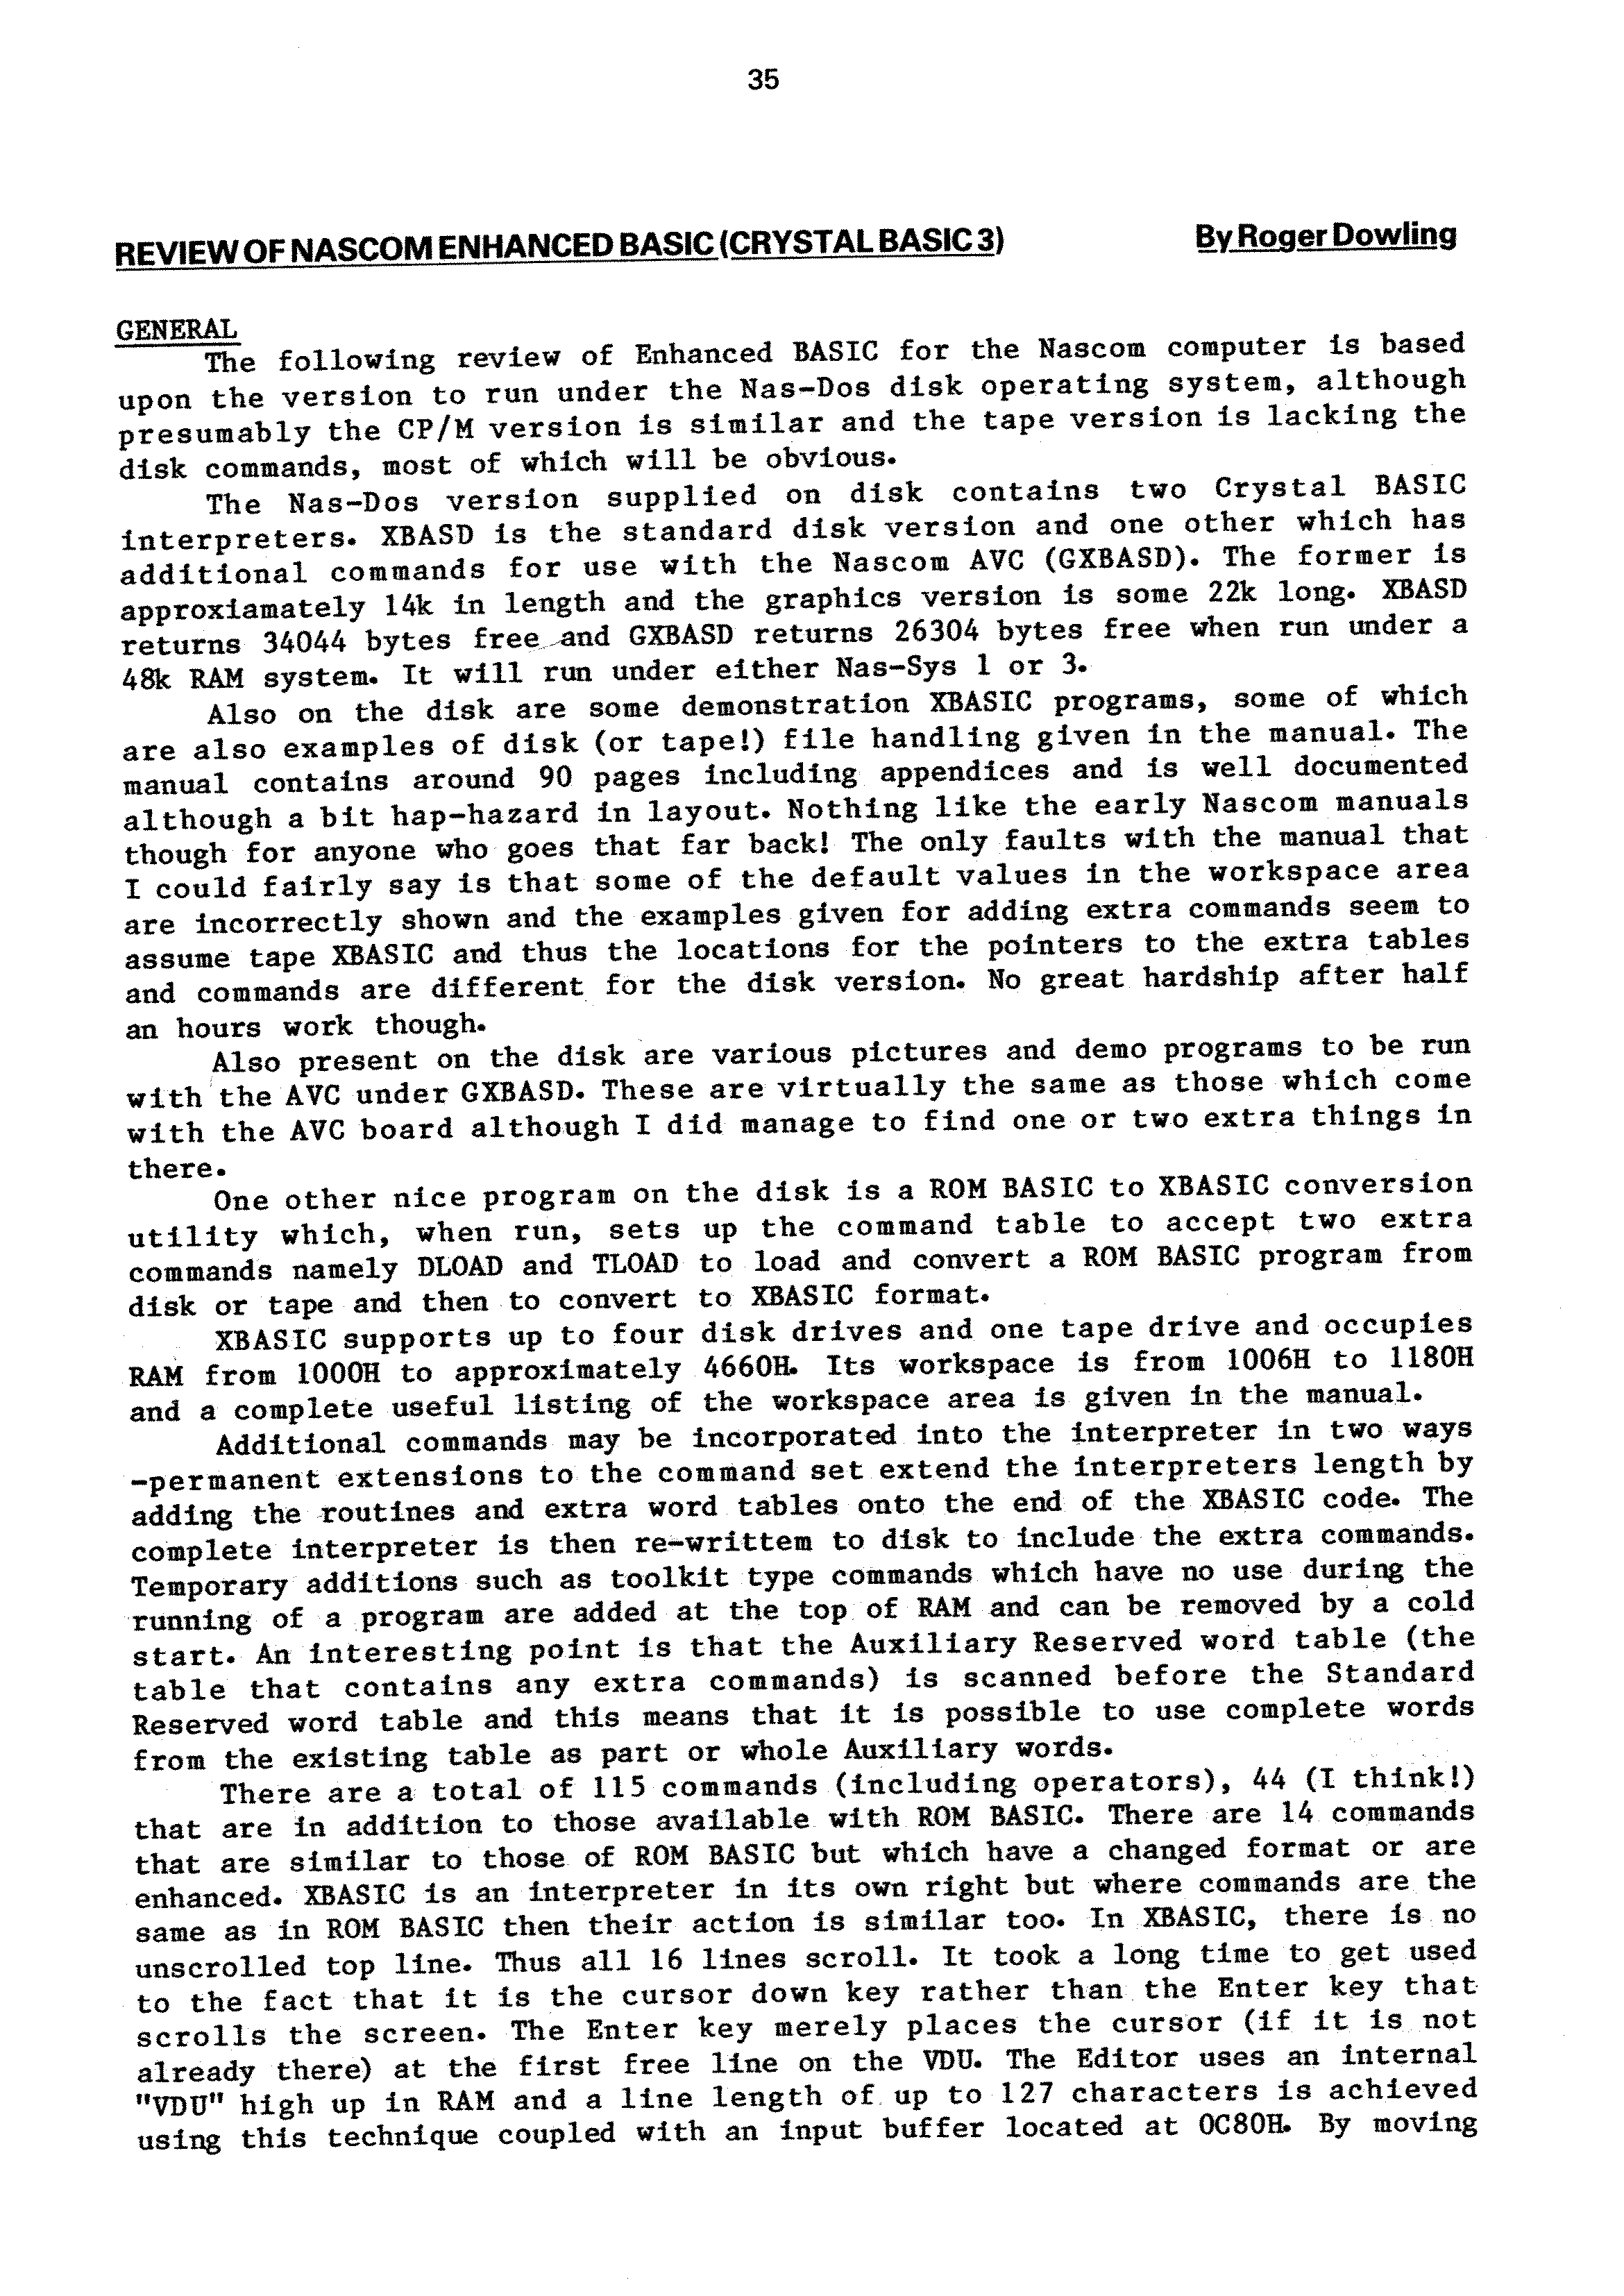 35
REVIEW OF NASCOM ENHANCED BASIC (CRYSTAL BASIC 3) By Roger Dowling
GENERAL
The following review of Enhanced BASIC for the Nascom computer is based
upon the version to run under the Nas-Dos disk operating system, although
presumably the CP/M version is similar and the tape version is lacking the
disk commands, most of which will be obvious.
The Nas-Dos version supplied on disk contains two Crystal BASIC
interpreters. XBASD is the standard disk version and one other which has
additional commands for use with the Nascom AVC (GXBASD). The former is
approxiamately 14k in length and the graphics version is some 22k long. XBASD
returns 34044 bytes free and GXBASD returns 26304 bytes free when run under a
48k RAM system. It will run under either Nas-Sys 1 or 3.
Also on the disk are some demonstration XBASIC programs, some of which
are also examples of disk (or tape!) file handling given in the manual. The
manual contains around 90 pages including appendices and is well documented
although a bit hap-hazard in layout. Nothing like the early Nascom manuals
though for anyone who goes that far back! The only faults with the manual that
I could fairly say is that some of the default values in the workspace area
are incorrectly shown and the examples given for adding extra commands seem to
assume tape XBASIC and thus the locations for the pointers to the extra tables
and commands are different for the disk version. No great hardship after half
an hours work though.
Also present on the disk are various pictures and demo programs to be run
with the AVC under GXBASD. These are virtually the same as those which come
with the AVC board although I did manage to find one or two extra things in
there.
One other nice program on the disk is a ROM BASIC to XBASIC conversion
utility which, when run, sets up the command table to accept two extra
commands namely DLOAD and TLOAD to load and convert a ROM BASIC program from
disk or tape and then to convert to XBASIC format.
XBASIC supports up to four disk drives and one tape drive and occupies
RAM from 1000H to approximately 4660H. Its workspace is from 1006H to 1180H
and a complete useful listing of the workspace area is given in the manual.
Additional commands may be incorporated into the interpreter in two ways
-permanent extensions to the command set extend the interpreters length by
adding the routines and extra word tables onto the end of the XBASIC code. The
complete interpreter is then re-writtem to disk to include the extra commands.
Temporary additions such as toolkit type commands which have no use during the
running of a program are added at the top of RAM and can be removed by a cold
start. An interesting point is that the Auxiliary Reserved word table (the
table that contains any extra commands) is scanned before the Standard
Reserved word table and this means that it is possible to use complete words
from the existing table as part or whole Auxiliary words.
There are a total of 115 commands (including operators), 44 (I think!)
that are in addition to those available with ROM BASIC. There are 14 commands
that are similar to those of ROM BASIC but which have a changed format or are
enhanced. XBASIC is an interpreter in its own right but where commands are the
same as in ROM BASIC then their action is similar too. In XBASIC, there is no
unscrolled top line. Thus all 16 lines scroll. It took a long time to get used
to the fact that it is the cursor down key rather than the Enter key that
scrolls the screen. The Enter key merely places the cursor (if it is not
already there) at the first free line on the VDU. The Editor uses an internal
"VDU" high up in RAM and a line length of up to 127 characters is achieved
using this technique coupled with an input buffer located at 0C80H. By moving